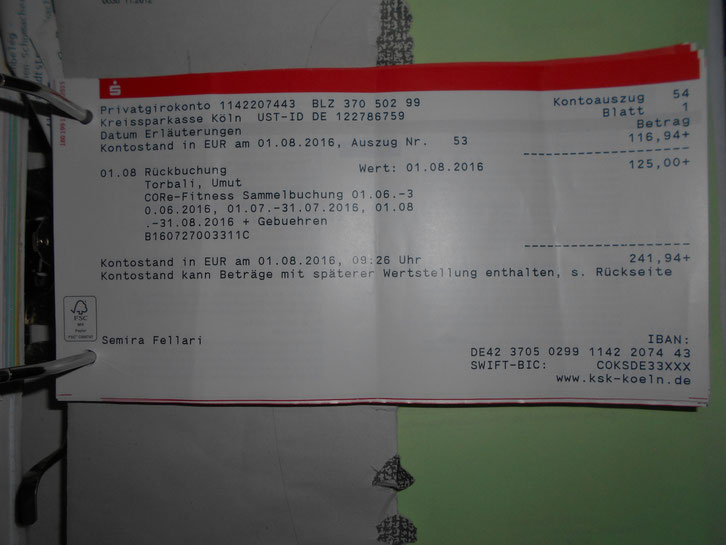 Privatgirokonto 1142207443 BLZ 370 502 99 Kontoauszug 54
Kreissparkasse Köln UST-ID DE 122786759 Blatt 1
Datum Erläuterungen Betrag
Kontostand in EUR am 01.08.2016, Auszug Nr. 53 116,94+
01.08 Rückbuchung Wert: 01.08.2016 125,00+
Torbali, Umut
CORe-Fitness Sammelbuchung 01.06.-3
0.06.2016, 01.07.-31.07.2016, 01.08
.-31.08.2016 + Gebuehren
B160727003311C
Kontostand in EUR am 01.08.2016, 09:26 Uhr 241,94+
Kontostand kann Beträge mit späterer Wertstellung enthalten, s. Rückseite
FSC
Semira Fellari
IBAN:
DE42 3705 0299 1142 2074 43
SWIFT-BIC: COKSDE33XXX
www.ksk-koeln.de